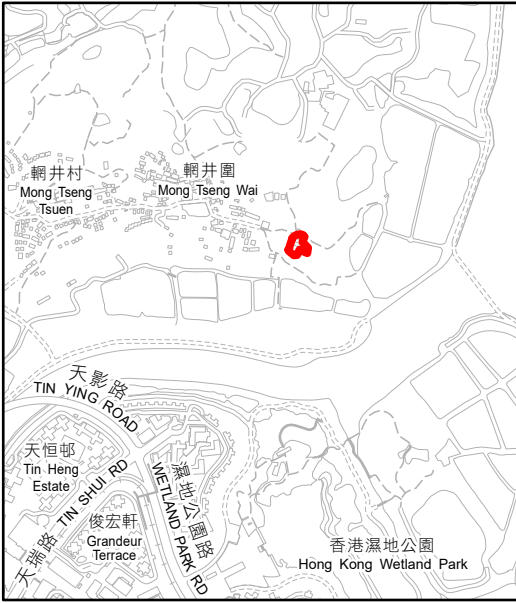 輞井村
Mong Tseng
Tsuen
輞井圍
Mong Tseng Wai
天影路
TIN YING ROAD
天恒邨
Tin Heng
Estate
天瑞路 TIN SHUI RD
俊宏軒
Grandeur
Terrace
濕地公園路
WETLAND PARK RD
香港濕地公園
Hong Kong Wetland Park